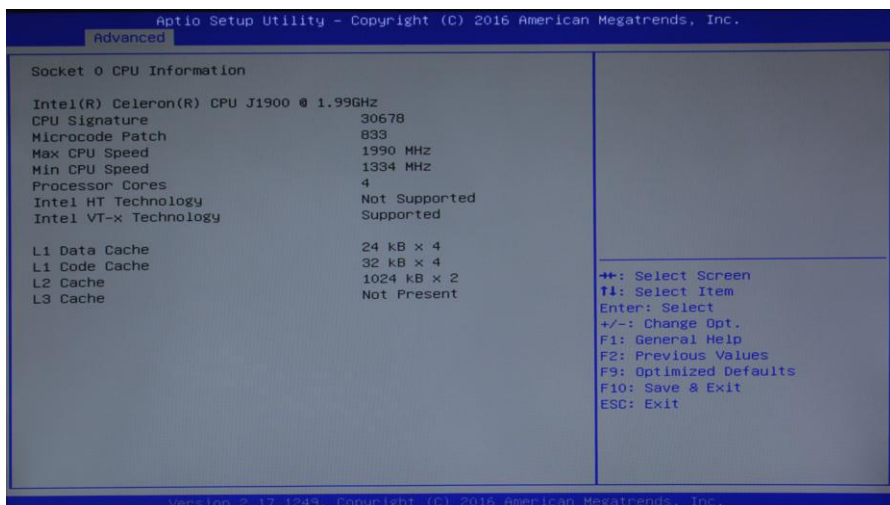 Aptio Setup Utility – Copyright (C) 2016 American Megatrends, Inc.
Advanced
Socket 0 CPU Information
Intel(R) Celeron(R) CPU J1900 @ 1.99GHz
CPU Signature 30678
Microcode Patch 833
Max CPU Speed 1990 MHz
Min CPU Speed 1334 MHz
Processor Cores 4
Intel HT Technology Not Supported
Intel VT-x Technology Supported
L1 Data Cache 24 kB x 4
L1 Code Cache 32 kB x 4
L2 Cache 1024 kB x 2
L3 Cache Not Present
→←: Select Screen
↑↓: Select Item
Enter: Select
+/-: Change Opt.
F1: General Help
F2: Previous Values
F9: Optimized Defaults
F10: Save & Exit
ESC: Exit
Version 2.17.1249. Copyright (C) 2016 American Megatrends, Inc.